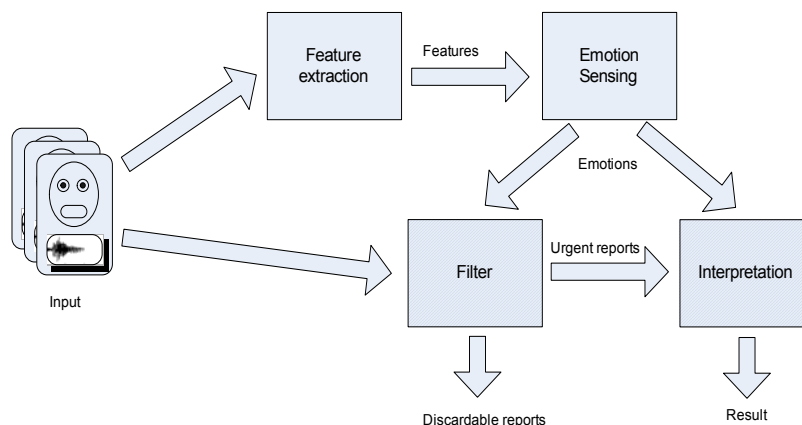 Feature
extraction
Features
Emotion
Sensing
Emotions
Input
Filter
Urgent reports
Interpretation
Discardable reports
Result